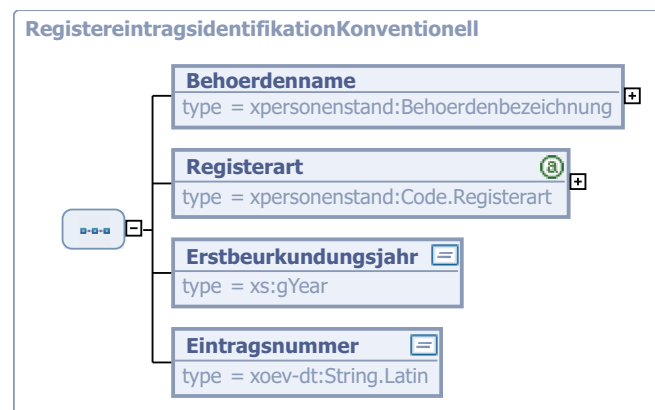 RegistereintragsidentifikationKonventionell
Behoerdenname
type = xpersonenstand:Behoerdenbezeichnung
Registerart
type = xpersonenstand:Code.Registerart
Erstbeurkundungsjahr
type = xs:gYear
Eintragsnummer
type = xoev-dt:String.Latin